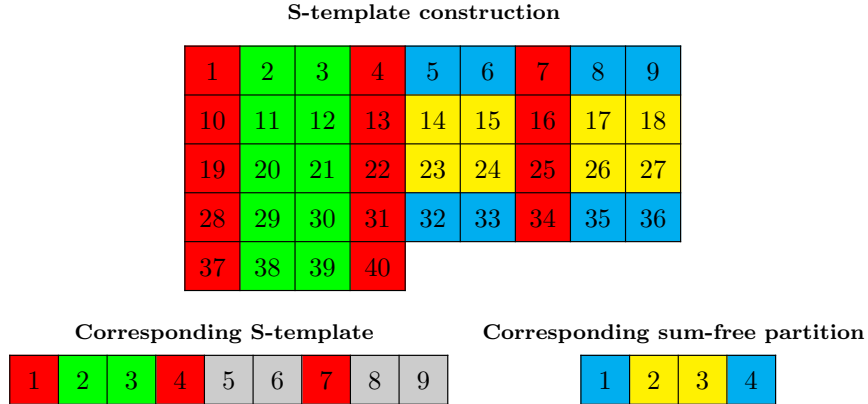 S-template construction
1 2 3 4 5 6 7 8 9
10 11 12 13 14 15 16 17 18
19 20 21 22 23 24 25 26 27
28 29 30 31 32 33 34 35 36
37 38 39 40
Corresponding S-template
1 2 3 4 5 6 7 8 9
Corresponding sum-free partition
1 2 3 4